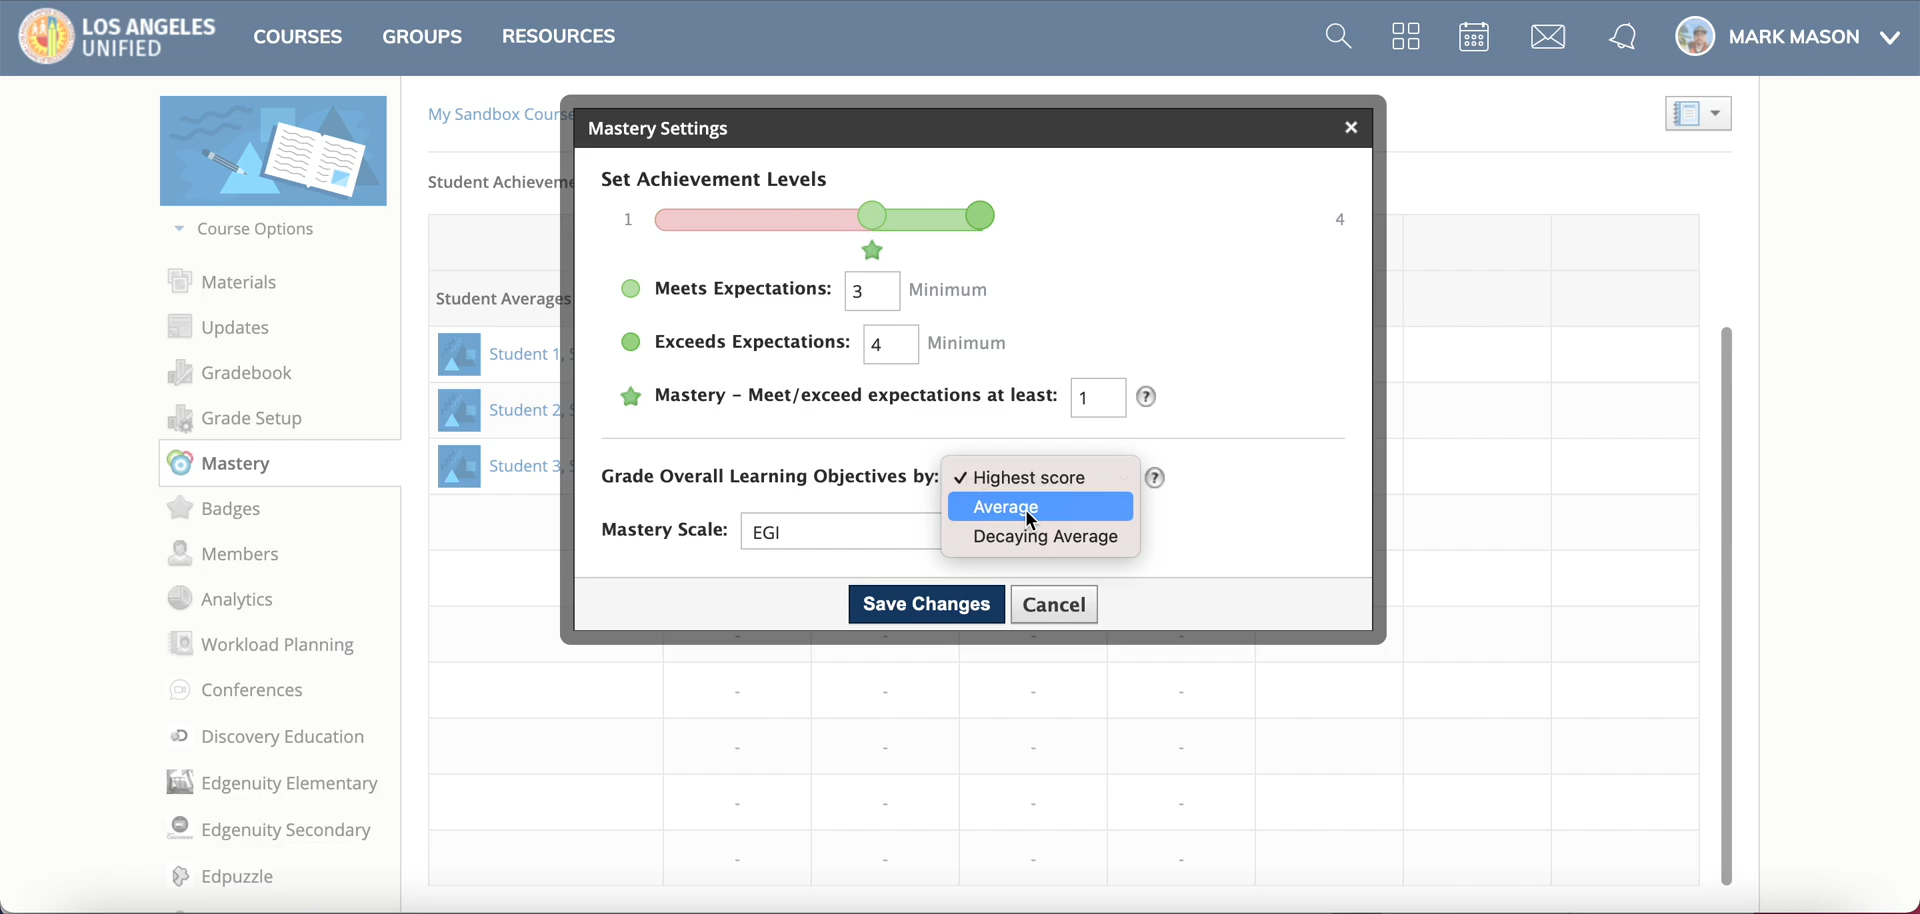 LOS ANGELES
UNIFIED
COURSES
GROUPS
RESOURCES
MARK MASON
Course Options
Materials
Updates
Gradebook
Grade Setup
Mastery
Badges
Members
Analytics
Workload Planning
Conferences
Discovery Education
Edgenuity Elementary
Edgenuity Secondary
Edpuzzle
My Sandbox Course
Student Achieveme
Student Averages
Student 1,
Student 2,
Student 3,
Mastery Settings
Set Achievement Levels
1
4
Meets Expectations: 3 Minimum
Exceeds Expectations: 4 Minimum
Mastery - Meet/exceed expectations at least: 1 ?
Grade Overall Learning Objectives by: ✓ Highest score ?
Average
Decaying Average
Mastery Scale: EGI
Save Changes
Cancel
- - - -
- - - -
- - - -
- - - -
- - - -